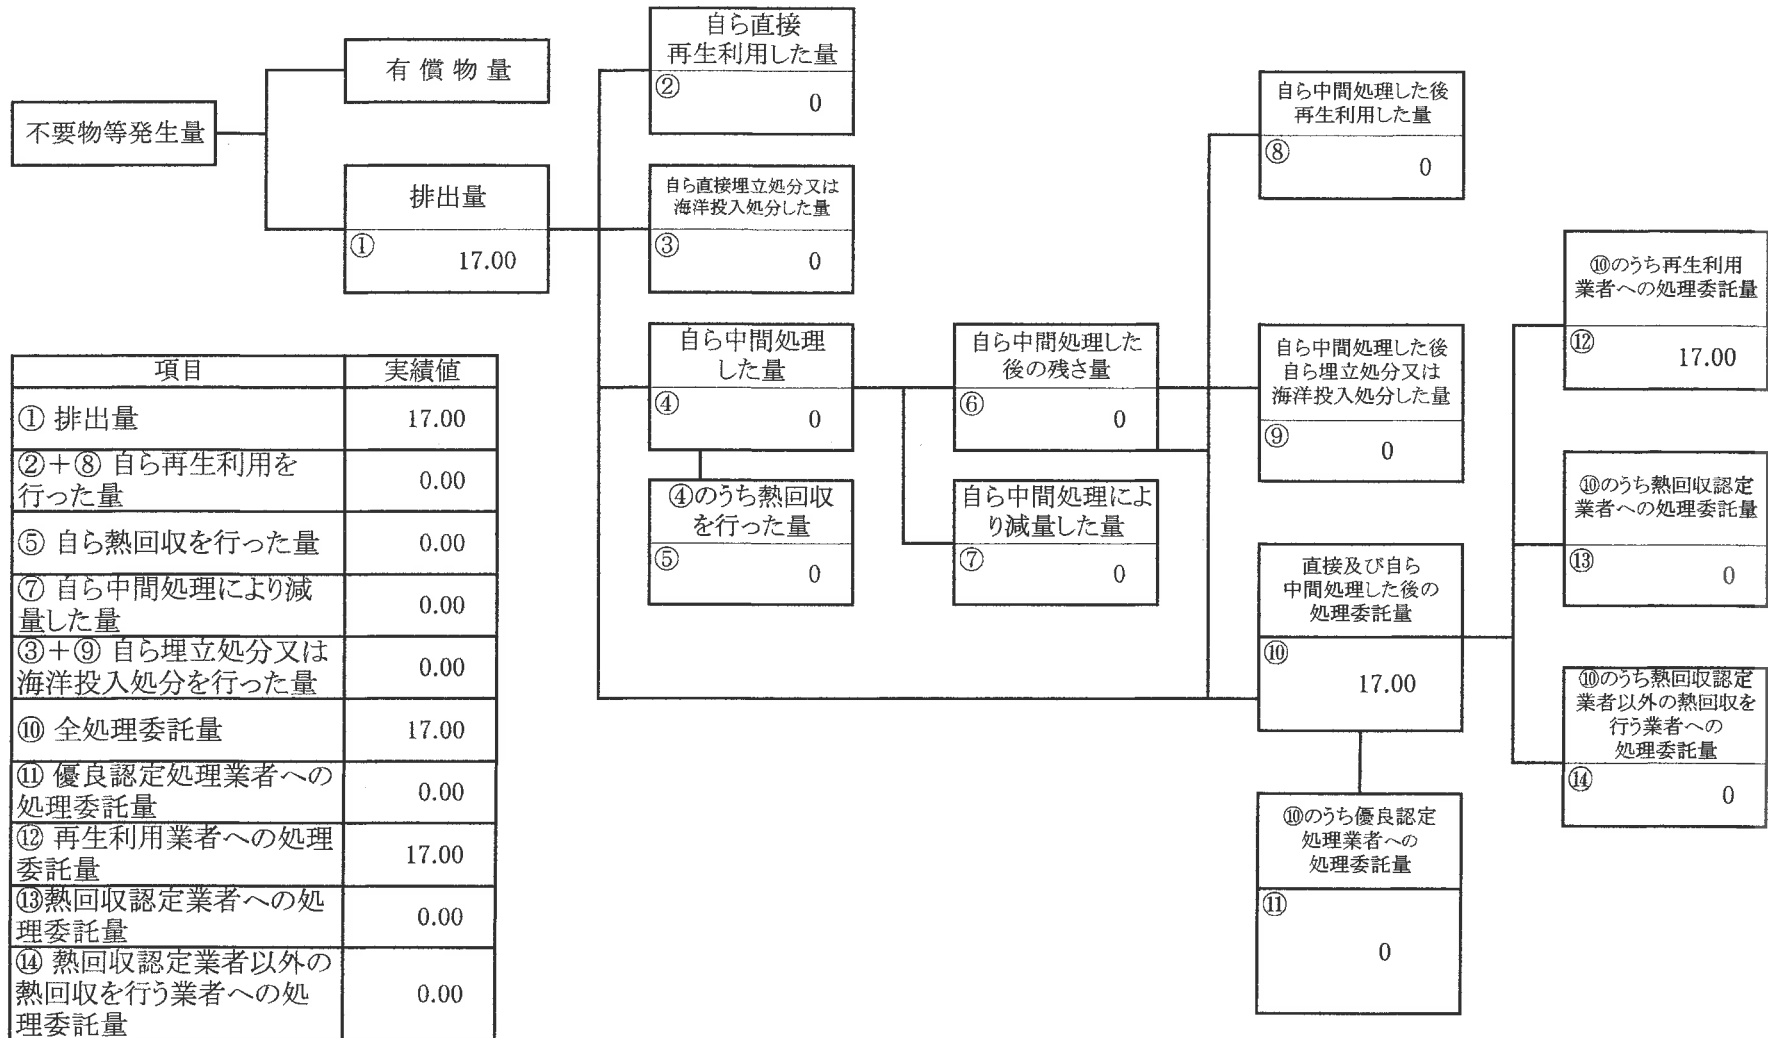 不要物等発生量
有償物量
排出量
①
17.00
自ら直接
再生利用した量
②
0
自ら直接埋立処分又は
海洋投入処分した量
③
0
自ら中間処理
した量
④
0
④のうち熱回収
を行った量
⑤
0
自ら中間処理した
後の残さ量
⑥
0
自ら中間処理によ
り減量した量
⑦
0
自ら中間処理した後
再生利用した量
⑧
0
自ら中間処理した後
自ら埋立処分又は
海洋投入処分した量
⑨
0
直接及び自ら
中間処理した後の
処理委託量
⑩
17.00
⑩のうち優良認定
処理業者への
処理委託量
⑪
0
⑩のうち再生利用
業者への処理委託量
⑫
17.00
⑩のうち熱回収認定
業者への処理委託量
⑬
0
⑩のうち熱回収認定
業者以外の熱回収を
行う業者への
処理委託量
⑭
0
項目 実績値
① 排出量 17.00
②＋⑧ 自ら再生利用を
行った量 0.00
⑤ 自ら熱回収を行った量 0.00
⑦ 自ら中間処理により減
量した量 0.00
③＋⑨ 自ら埋立処分又は
海洋投入処分を行った量 0.00
⑩ 全処理委託量 17.00
⑪ 優良認定処理業者への
処理委託量 0.00
⑫ 再生利用業者への処理
委託量 17.00
⑬熱回収認定業者への処
理委託量 0.00
⑭ 熱回収認定業者以外の
熱回収を行う業者への処
理委託量 0.00